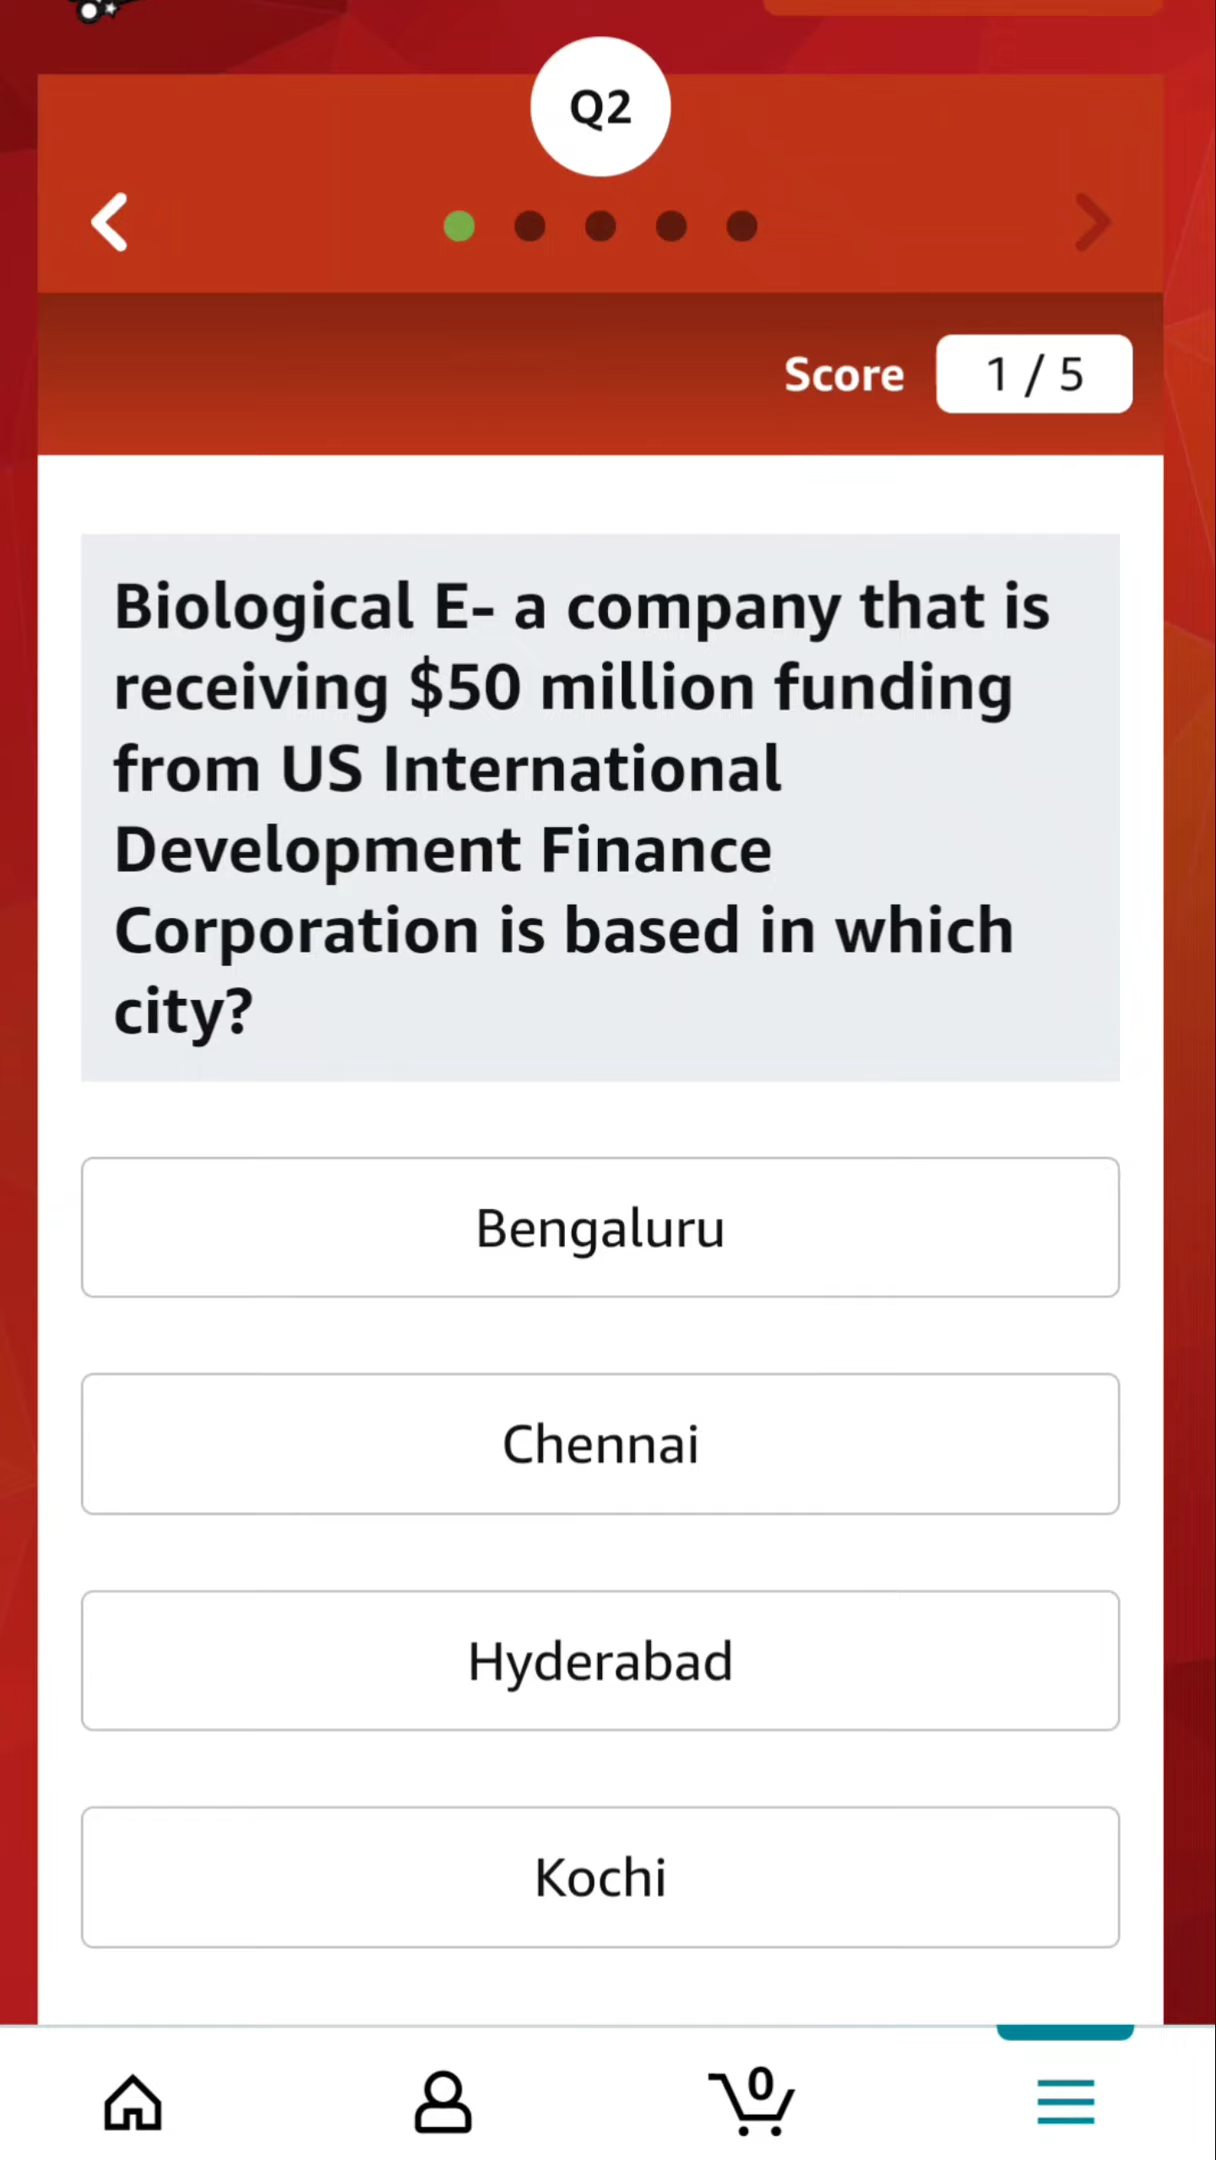 Q2
Score
1 / 5
Biological E- a company that is
receiving $50 million funding
from US International
Development Finance
Corporation is based in which
city?
Bengaluru
Chennai
Hyderabad
Kochi
0